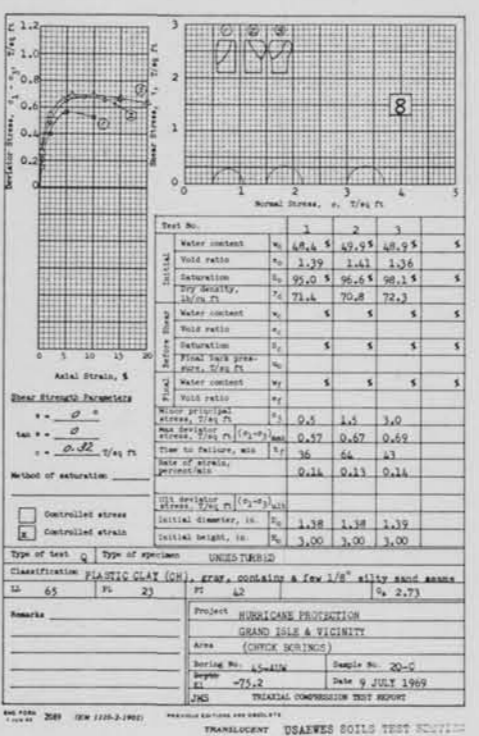 Deviator Stress, σ1 - σ3, T/sq ft
1.2
0.8
0.6
0.4
0.2
0
0 5 10 15 20
Axial Strain, %
Shear Stress, τ, T/sq ft
3
2
1
0
0 1 2 3 4 5
Normal Stress, σ, T/sq ft
8
Shear Strength Parameters
φ = 0 °
tan φ = 0
c = 0.32 T/sq ft
Method of saturation
Controlled stress
x Controlled strain
Test No. 1 2 3
Initial
Water content w0 48.4 % 49.9 % 48.9 % %
Void ratio e0 1.39 1.41 1.36
Saturation S0 95.0 % 96.6 % 98.1 % %
Dry density, lb/cu ft γd 71.4 70.8 72.3
Before Shear
Water content wc % % % %
Void ratio ec
Saturation Sc % % % %
Final back pressure, T/sq ft u0
Final
Water content wf % % % %
Void ratio ef
Minor principal stress, T/sq ft σ3 0.5 1.5 3.0
Max deviator stress, T/sq ft (σ1-σ3)max 0.57 0.67 0.69
Time to failure, min tf 36 64 43
Rate of strain, percent/min 0.14 0.13 0.14
Ult deviator stress, T/sq ft (σ1-σ3)ult
Initial diameter, in. D0 1.38 1.38 1.39
Initial height, in. H0 3.00 3.00 3.00
Type of test Q Type of specimen UNDISTURBED
Classification PLASTIC CLAY (CH), gray, contains a few 1/8" silty sand seams
LL 65 PL 23 PI 42 Gs 2.73
Remarks
Project HURRICANE PROTECTION
GRAND ISLE & VICINITY
Area (CHECK BORINGS)
Boring No. 45-AUW Sample No. 20-C
Depth El -75.2 Date 9 JULY 1969
JMS TRIAXIAL COMPRESSION TEST REPORT
ENG FORM 2089 (EM 1110-2-1902) PREVIOUS EDITIONS ARE OBSOLETE
TRANSLUCENT USAEWES SOILS TEST